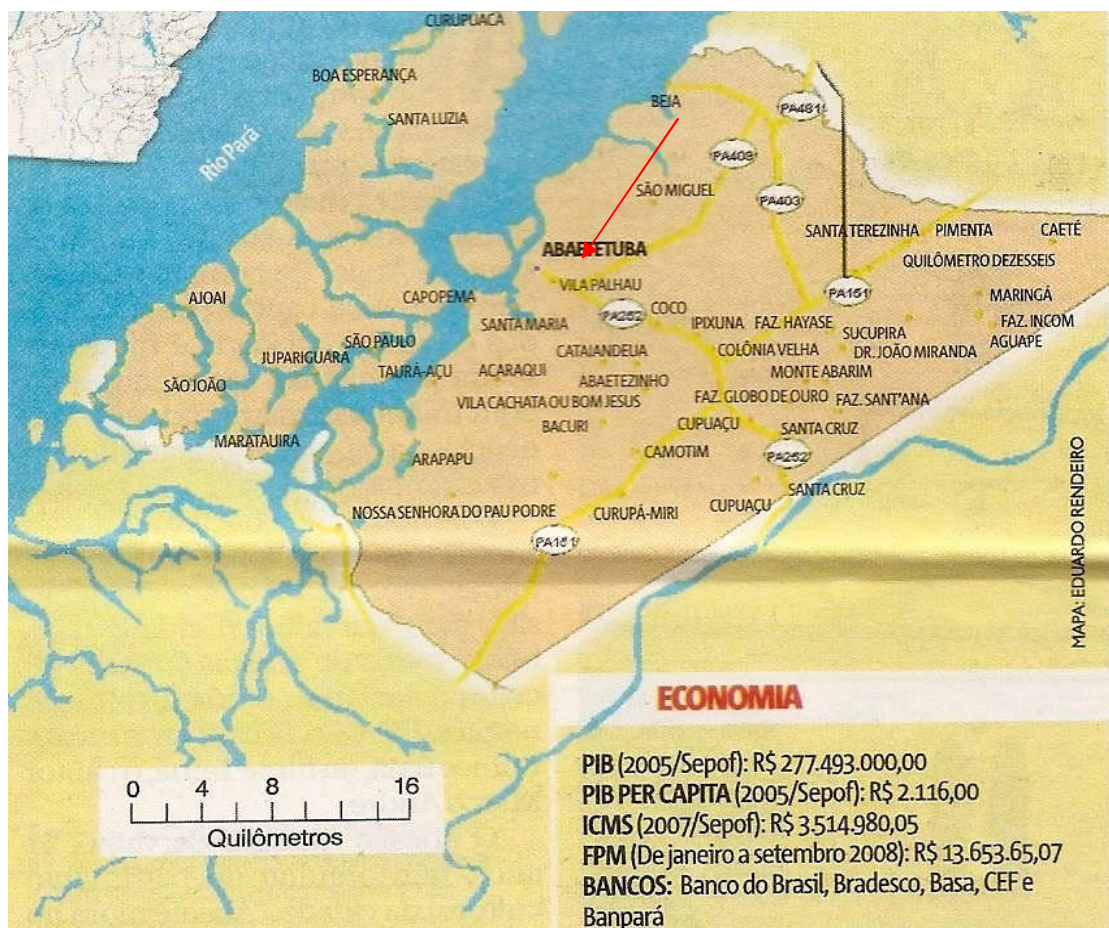 CURUPUACÁ
BOA ESPERANÇA
SANTA LUZIA
Rio Pará
BEJA
PA481
PA409
PA403
SÃO MIGUEL
SANTA TEREZINHA
PIMENTA
CAETÉ
ABAETETUBA
QUILÔMETRO DEZESSEIS
VILA PALHAU
PA151
MARINGÁ
AJOAI
CAPOPEMA
COCO
PA252
SANTA MARIA
IPIXUNA
FAZ. HAYASE
SUCUPIRA
FAZ. INCOM
AGUAPE
SÃO PAULO
JUPARIGUARA
CATAIANDEUA
COLÔNIA VELHA
DR. JOÃO MIRANDA
TAURÁ-AÇU
ACARAQUI
ABAETEZINHO
MONTE ABARIM
SÃO JOÃO
VILA CACHATA OU BOM JESUS
FAZ. GLOBO DE OURO
FAZ. SANT'ANA
BACURI
CUPUAÇU
SANTA CRUZ
MARATAUIRA
ARAPAPU
CAMOTIM
PA252
SANTA CRUZ
NOSSA SENHORA DO PAU PODRE
CURUPÁ-MIRI
CUPUAÇU
PA151
MAPA: EDUARDO RENDEIRO
0 4 8 16
Quilômetros
ECONOMIA
PIB (2005/Sepof): R$ 277.493.000,00
PIB PER CAPITA (2005/Sepof): R$ 2.116,00
ICMS (2007/Sepof): R$ 3.514.980,05
FPM (De janeiro a setembro 2008): R$ 13.653.65,07
BANCOS: Banco do Brasil, Bradesco, Basa, CEF e
Banpará